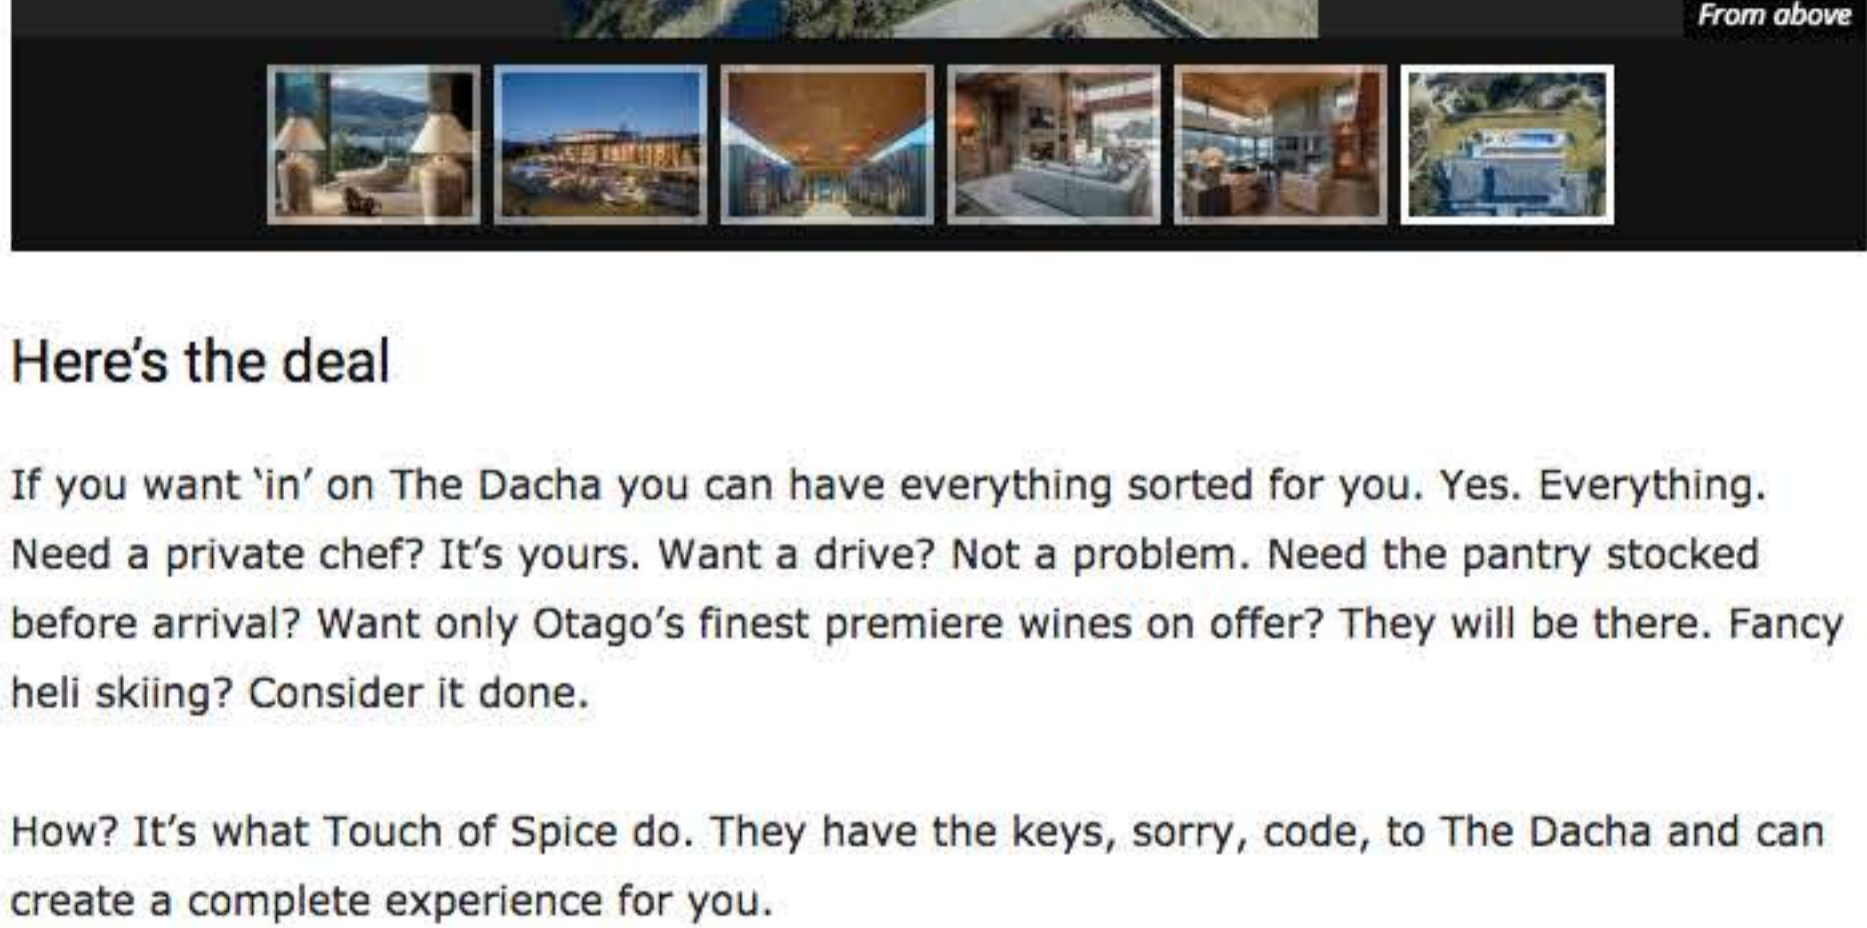 From above
Here’s the deal
If you want ‘in’ on The Dacha you can have everything sorted for you. Yes. Everything.
Need a private chef? It’s yours. Want a drive? Not a problem. Need the pantry stocked
before arrival? Want only Otago’s finest premiere wines on offer? They will be there. Fancy
heli skiing? Consider it done.
How? It’s what Touch of Spice do. They have the keys, sorry, code, to The Dacha and can
create a complete experience for you.